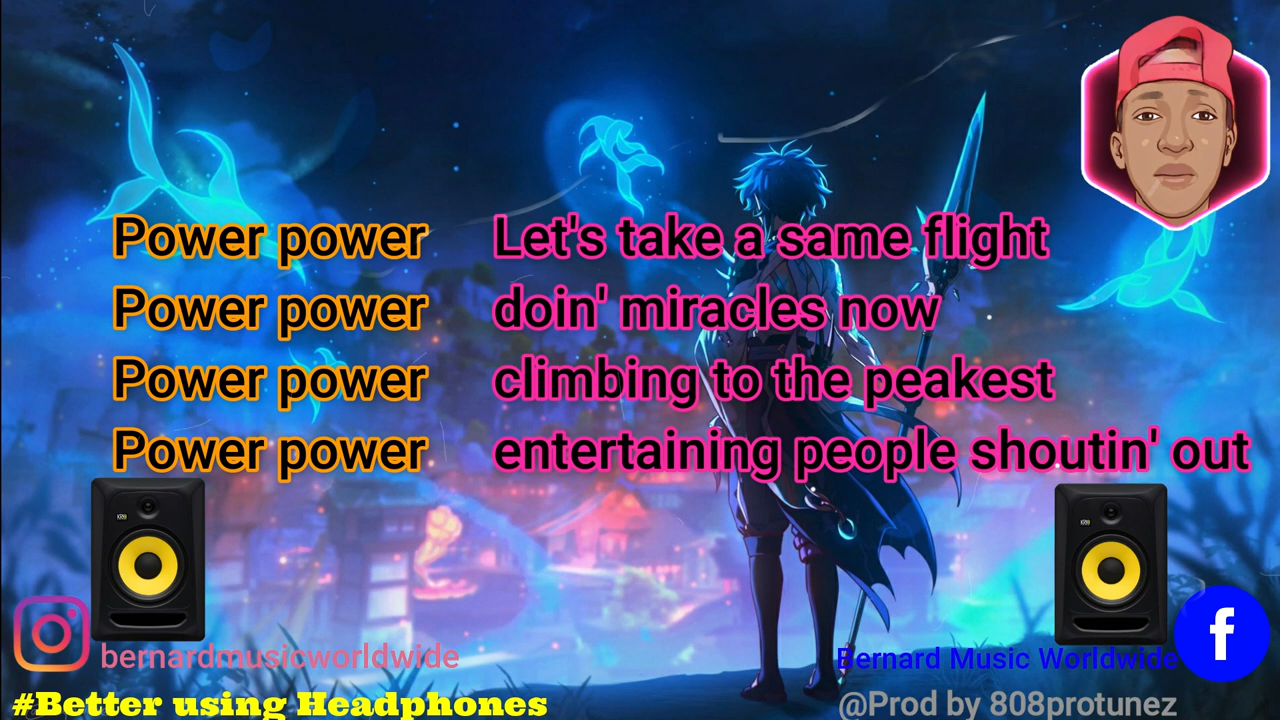 Power power
Power power
Power power
Power power
Let's take a same flight
doin' miracles now
climbing to the peakest
entertaining people shoutin' out
bernardmusicworldwide
#Better using Headphones
Bernard Music Worldwide
@Prod by 808protunez